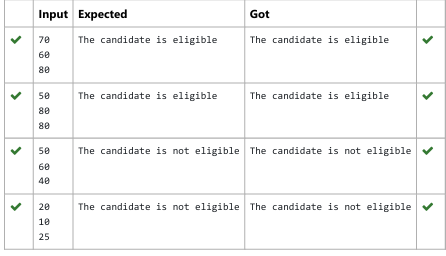 Input Expected Got
70 The candidate is eligible The candidate is eligible
60
80
50 The candidate is eligible The candidate is eligible
80
80
50 The candidate is not eligible The candidate is not eligible
60
40
20 The candidate is not eligible The candidate is not eligible
10
25